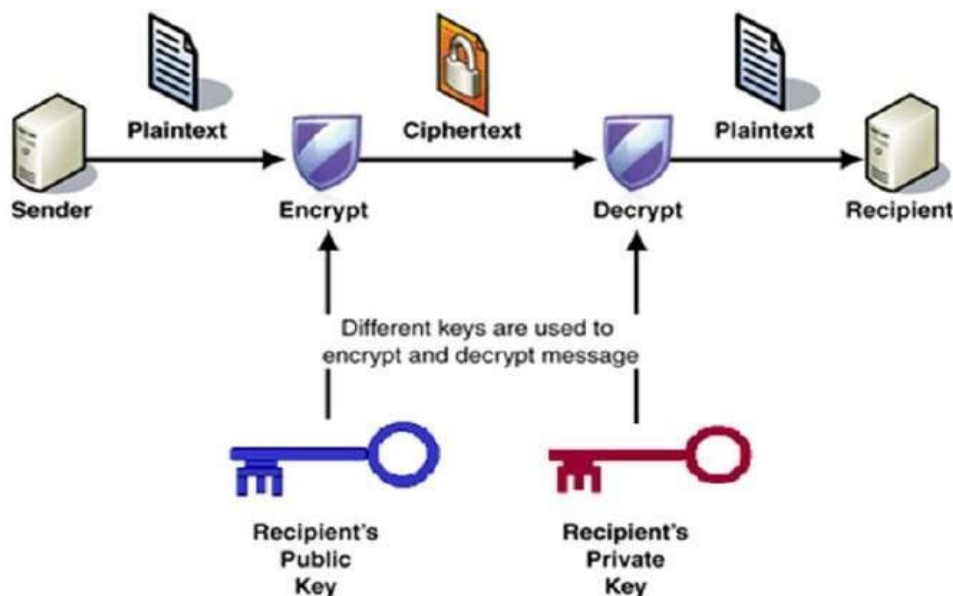 Plaintext
Ciphertext
Plaintext
Sender
Encrypt
Decrypt
Recipient
Different keys are used to
encrypt and decrypt message
Recipient's
Public
Key
Recipient's
Private
Key